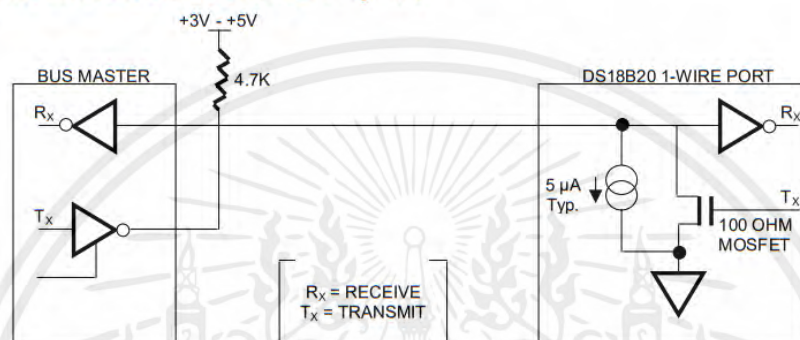 +3V - +5V
4.7K
BUS MASTER
RX
TX
DS18B20 1-WIRE PORT
RX
5 µA
Typ.
TX
100 OHM
MOSFET
RX = RECEIVE
TX = TRANSMIT